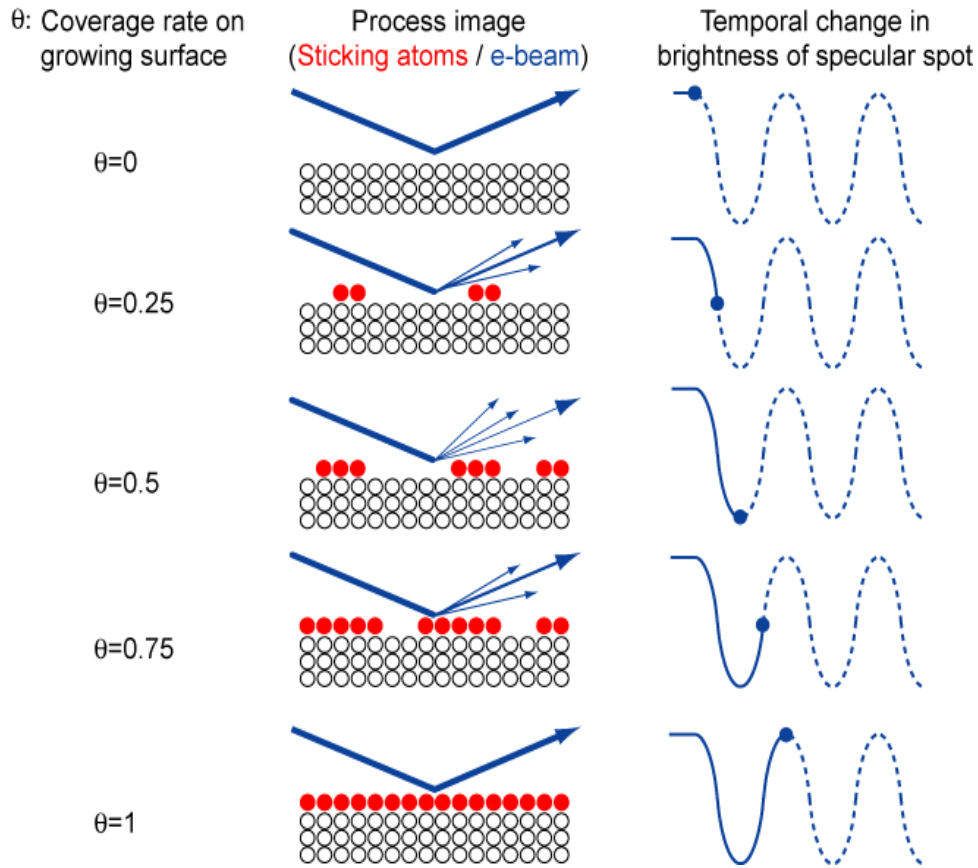 θ: Coverage rate on
growing surface
Process image
(Sticking atoms / e-beam)
Temporal change in
brightness of specular spot
θ=0
θ=0.25
θ=0.5
θ=0.75
θ=1